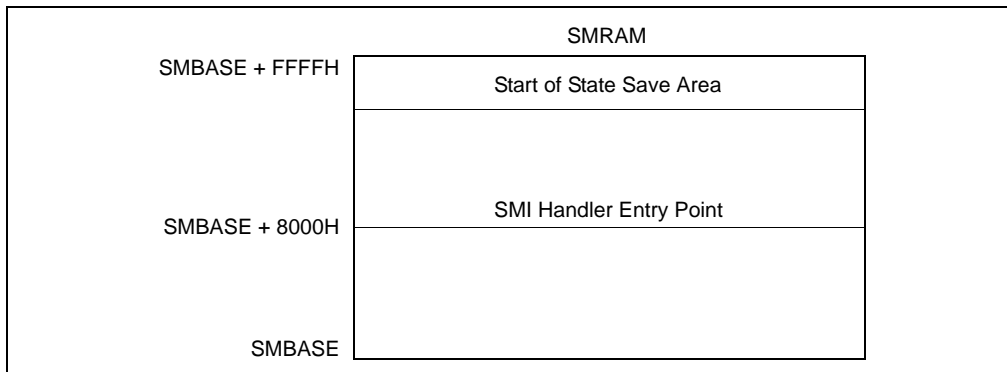 SMRAM
SMBASE + FFFFH
Start of State Save Area
SMI Handler Entry Point
SMBASE + 8000H
SMBASE